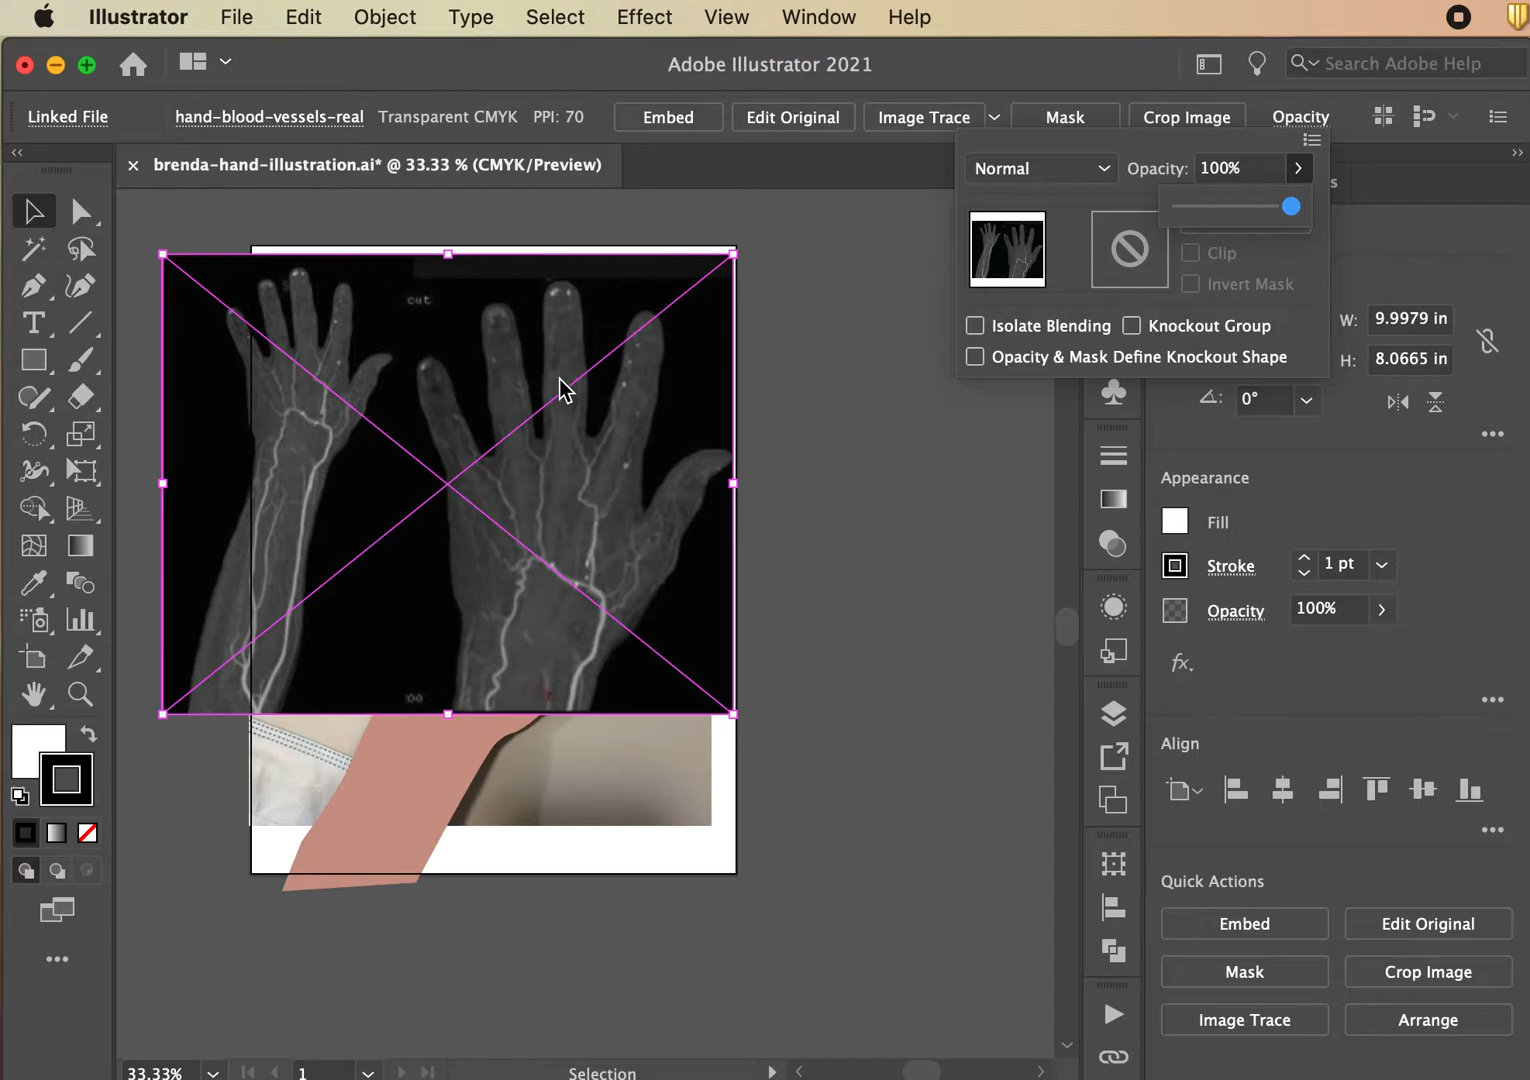 Illustrator File Edit Object Type Select Effect View Window Help
Adobe Illustrator 2021
Search Adobe Help
Linked File hand-blood-vessels-real Transparent CMYK PPI: 70 Embed Edit Original Image Trace Mask Crop Image Opacity
× brenda-hand-illustration.ai* @ 33.33 % (CMYK/Preview)
Normal Opacity: 100%
Clip
Invert Mask
Isolate Blending Knockout Group
Opacity & Mask Define Knockout Shape
cut
W: 9.9979 in
H: 8.0665 in
0°
Appearance
Fill
Stroke 1 pt
Opacity 100%
fx
Align
Quick Actions
Embed Edit Original
Mask Crop Image
Image Trace Arrange
33.33% 1 Selection